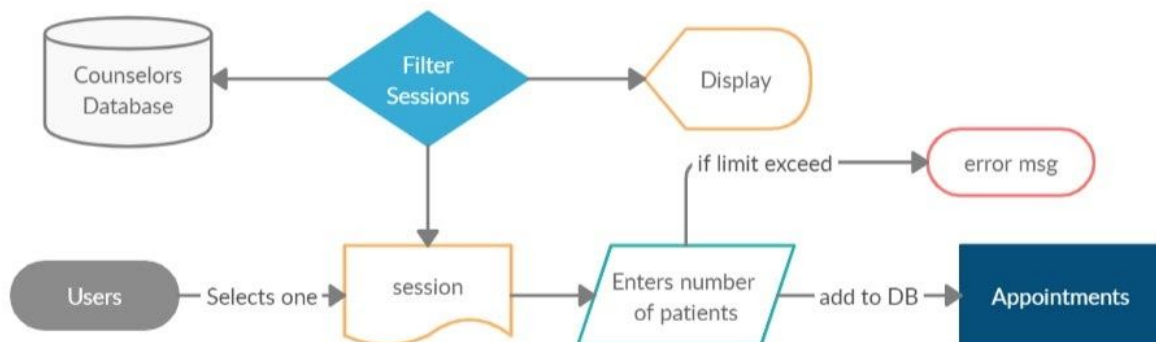 Counselors
Database
Filter
Sessions
Display
if limit exceed
error msg
Users
Selects one
session
Enters number
of patients
add to DB
Appointments